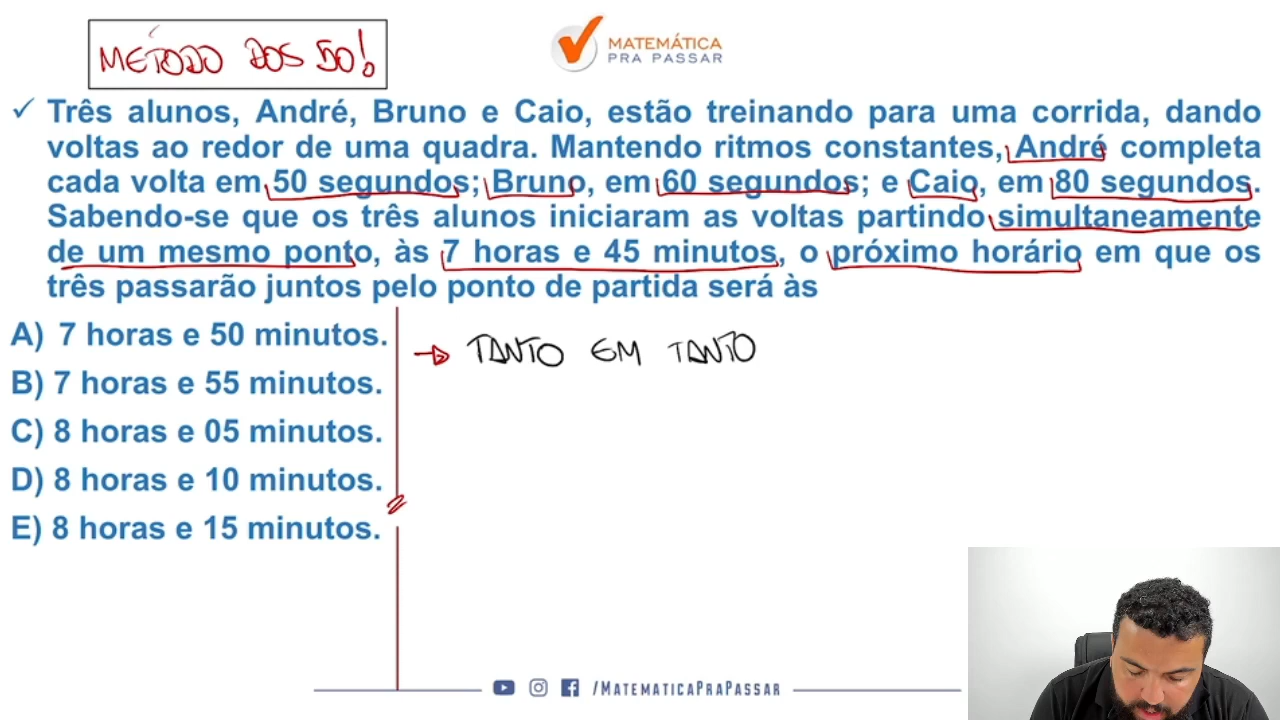 MÉTODO DOS 50!
MATEMÁTICA
PRA PASSAR
✓ Três alunos, André, Bruno e Caio, estão treinando para uma corrida, dando
voltas ao redor de uma quadra. Mantendo ritmos constantes, André completa
cada volta em 50 segundos; Bruno, em 60 segundos; e Caio, em 80 segundos.
Sabendo-se que os três alunos iniciaram as voltas partindo simultaneamente
de um mesmo ponto, às 7 horas e 45 minutos, o próximo horário em que os
três passarão juntos pelo ponto de partida será às
A) 7 horas e 50 minutos.
→ TANTO EM TANTO
B) 7 horas e 55 minutos.
C) 8 horas e 05 minutos.
D) 8 horas e 10 minutos.
E) 8 horas e 15 minutos.
/MATEMATICAPRAPASSAR